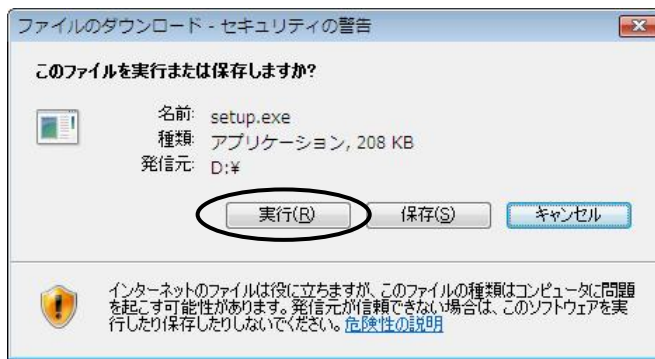 ファイルのダウンロード - セキュリティの警告
このファイルを実行または保存しますか?
名前: setup.exe
種類: アプリケーション, 208 KB
発信元: D:¥
実行(R) 保存(S) キャンセル
インターネットのファイルは役に立ちますが、このファイルの種類はコンピュータに問題
を起こす可能性があります。発信元が信頼できない場合は、このソフトウェアを実
行したり保存したりしないでください。危険性の説明